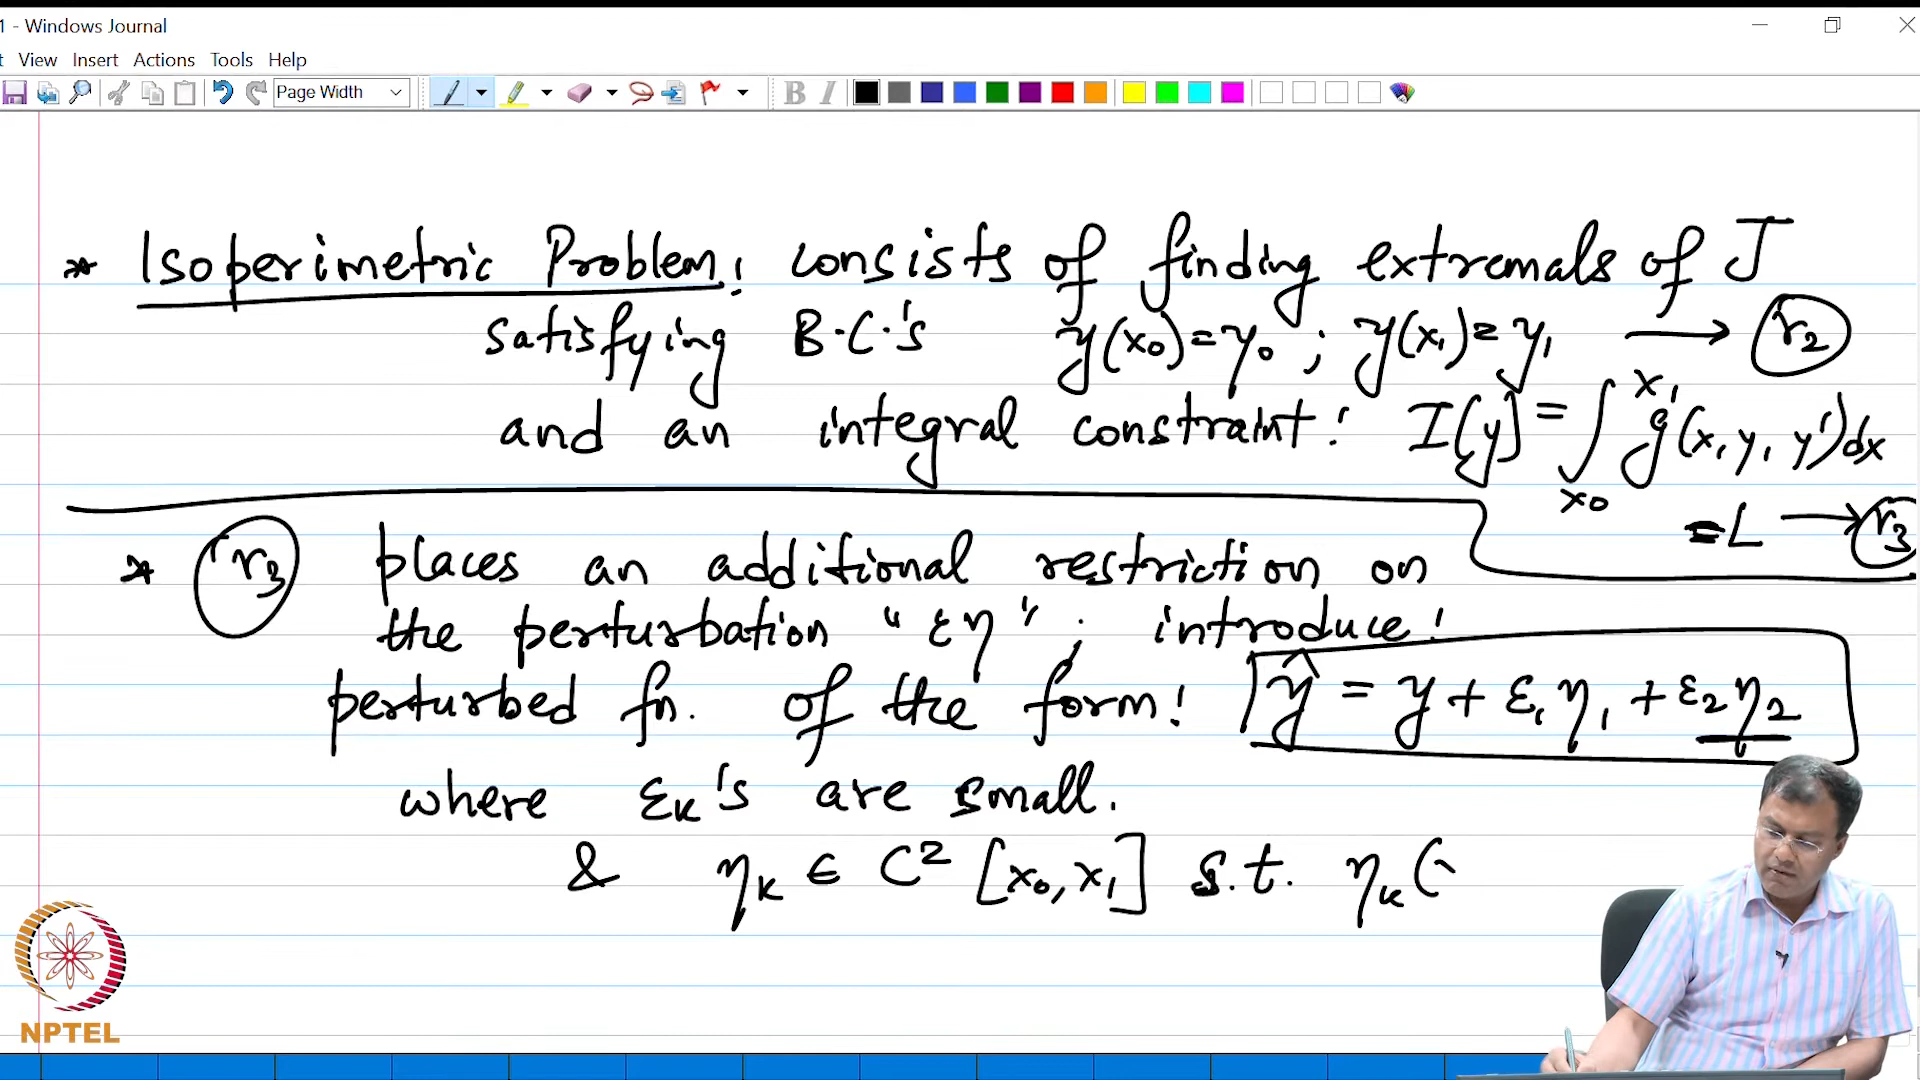 1 - Windows Journal
t View Insert Actions Tools Help
Page Width B I
* Isoperimetric Problem: consists of finding extremals of J
satisfying B.C.'s y(x₀)=y₀ ; y(x₁)=y₁ → r₂
and an integral constraint: I[y] = ∫_{x₀}^{x₁} g(x, y, y')dx
= L → r₃
* r₃ places an additional restriction on
the perturbation "εη" ; introduce:
perturbed fn. of the form: ŷ = y + ε₁η₁ + ε₂η₂
where εₖ's are small.
& ηₖ ∈ C² [x₀, x₁] s.t. ηₖ(
NPTEL